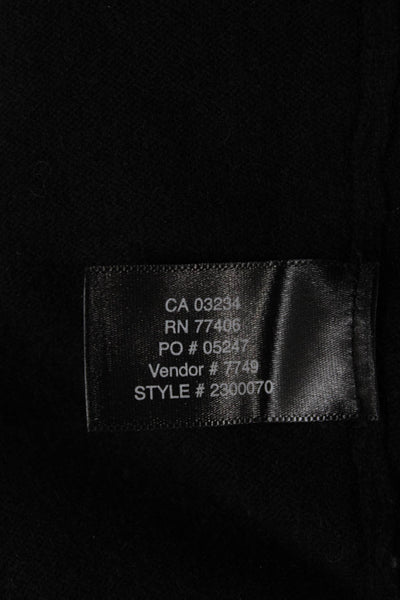 CA 03234
RN 77406
PO # 05247
Vendor # 7749
STYLE # 2300070